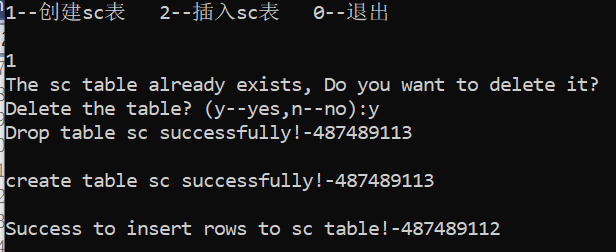 1--创建sc表   2--插入sc表   0--退出
1
The sc table already exists, Do you want to delete it?
Delete the table? (y--yes,n--no):y
Drop table sc successfully!-487489113
create table sc successfully!-487489113
Success to insert rows to sc table!-487489112